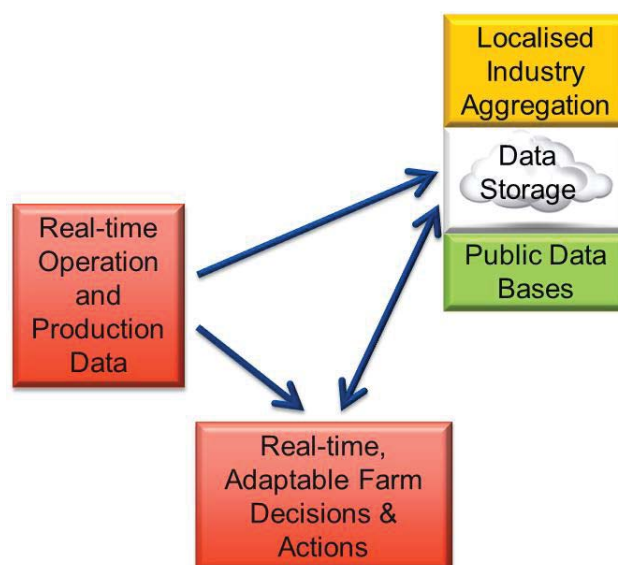 Localised
Industry
Aggregation
Data
Storage
Public Data
Bases
Real-time
Operation
and
Production
Data
Real-time,
Adaptable Farm
Decisions &
Actions